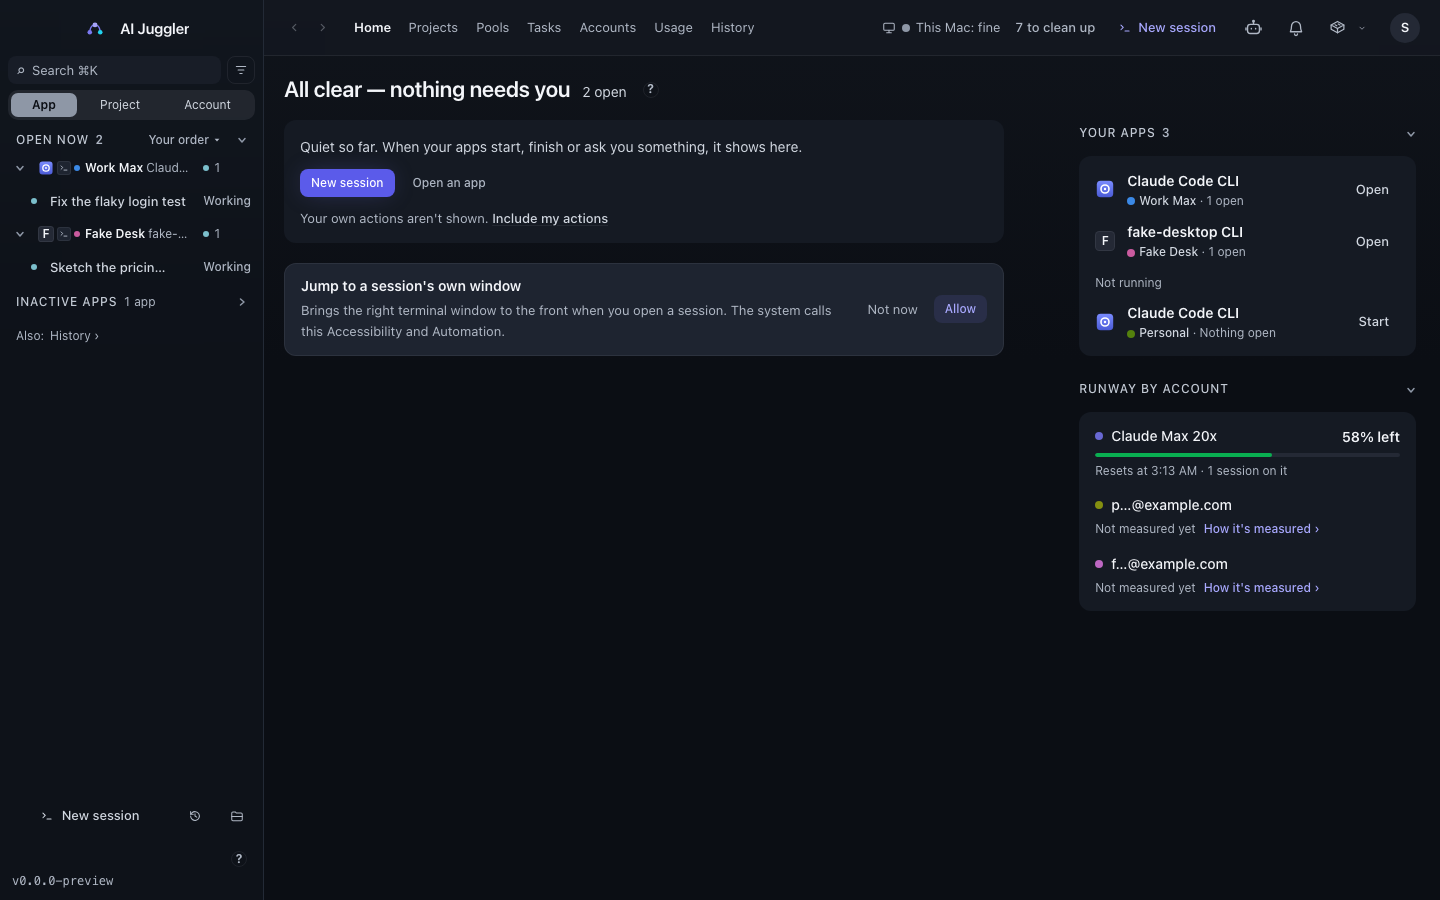 AI Juggler
Search ⌘K
App Project Account
OPEN NOW 2 Your order
Work Max Claud... 1
Fix the flaky login test Working
F Fake Desk fake-... 1
Sketch the pricin... Working
INACTIVE APPS 1 app
Also: History ›
New session
?
v0.0.0-preview
Home Projects Pools Tasks Accounts Usage History
This Mac: fine 7 to clean up New session S
All clear — nothing needs you 2 open ?
Quiet so far. When your apps start, finish or ask you something, it shows here.
New session Open an app
Your own actions aren't shown. Include my actions
Jump to a session's own window
Brings the right terminal window to the front when you open a session. The system calls
this Accessibility and Automation.
Not now Allow
YOUR APPS 3
Claude Code CLI
Work Max · 1 open
Open
F
fake-desktop CLI
Fake Desk · 1 open
Open
Not running
Claude Code CLI
Personal · Nothing open
Start
RUNWAY BY ACCOUNT
Claude Max 20x 58% left
Resets at 3:13 AM · 1 session on it
p...@example.com
Not measured yet How it's measured ›
f...@example.com
Not measured yet How it's measured ›